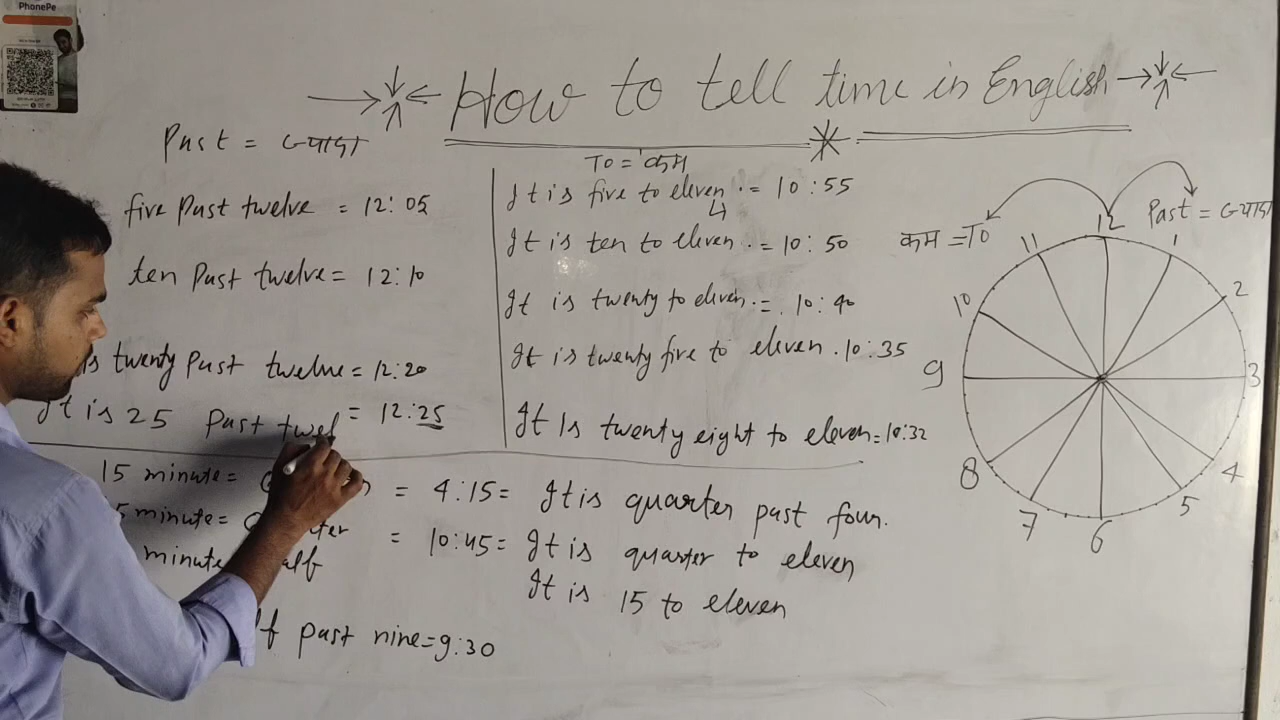 PhonePe
How to tell time in English
Past = ज्यादा
five Past twelve = 12:05
ten Past twelve = 12:10
is twenty Past twelve = 12:20
It is 25 Past twel = 12:25
To = कम
It is five to eleven . = 10:55
It is ten to eleven . = 10:50
It is twenty to eleven . = . 10:40
It is twenty five to eleven . 10:35
It Is twenty eight to eleven = 10:32
कम = To
Past = ज्यादा
12
1
2
3
4
5
6
7
8
9
10
11
15 minute = = 4:15 = It is quarter past four.
5 minute = = 10:45 = It is quarter to eleven
minute alf It is 15 to eleven
lf past nine = 9:30